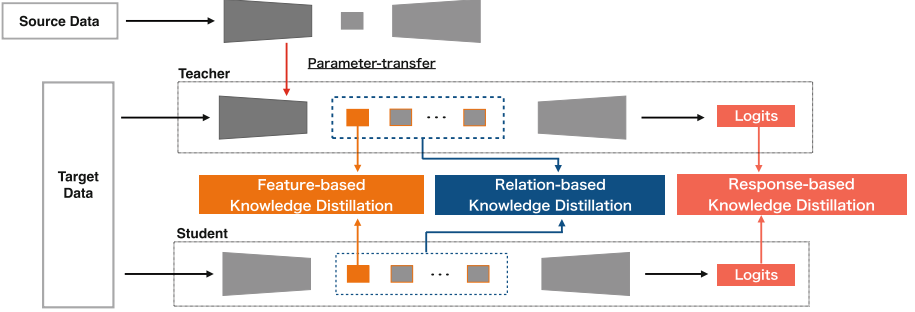 Source Data
Parameter-transfer
Teacher
Logits
Target
Data
Feature-based
Knowledge Distillation
Relation-based
Knowledge Distillation
Response-based
Knowledge Distillation
Student
Logits